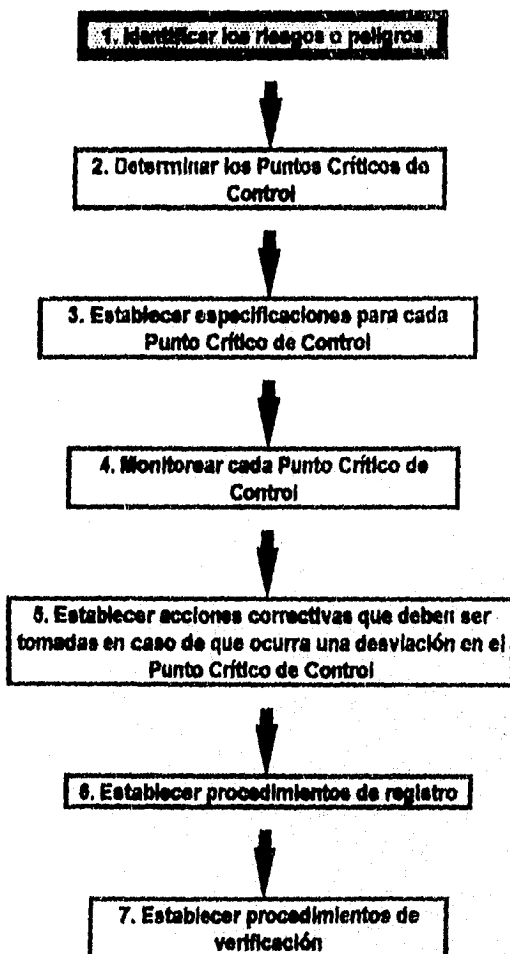 1. Identificar los riesgos o peligros
2. Determinar los Puntos Críticos de
Control
3. Establecer especificaciones para cada
Punto Crítico de Control
4. Monitorear cada Punto Crítico de
Control
5. Establecer acciones correctivas que deben ser
tomadas en caso de que ocurra una desviación en el
Punto Crítico de Control
6. Establecer procedimientos de registro
7. Establecer procedimientos de
verificación